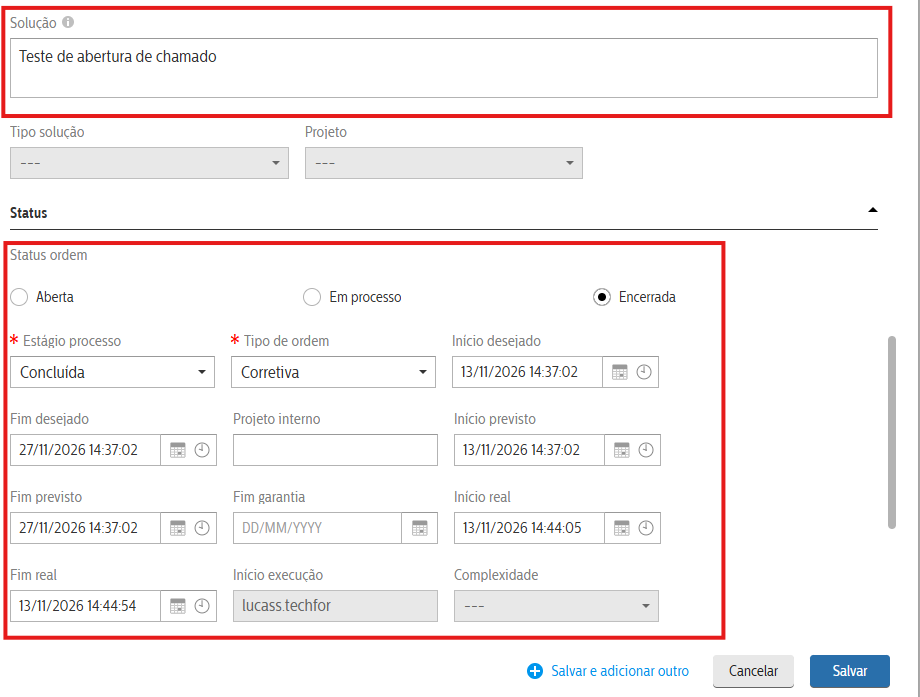 Solução
Teste de abertura de chamado
Tipo solução Projeto
--- ---
Status
Status ordem
Aberta Em processo Encerrada
* Estágio processo * Tipo de ordem Início desejado
Concluída Corretiva 13/11/2026 14:37:02
Fim desejado Projeto interno Início previsto
27/11/2026 14:37:02 13/11/2026 14:37:02
Fim previsto Fim garantia Início real
27/11/2026 14:37:02 DD/MM/YYYY 13/11/2026 14:44:05
Fim real Início execução Complexidade
13/11/2026 14:44:54 lucass.techfor ---
Salvar e adicionar outro Cancelar Salvar